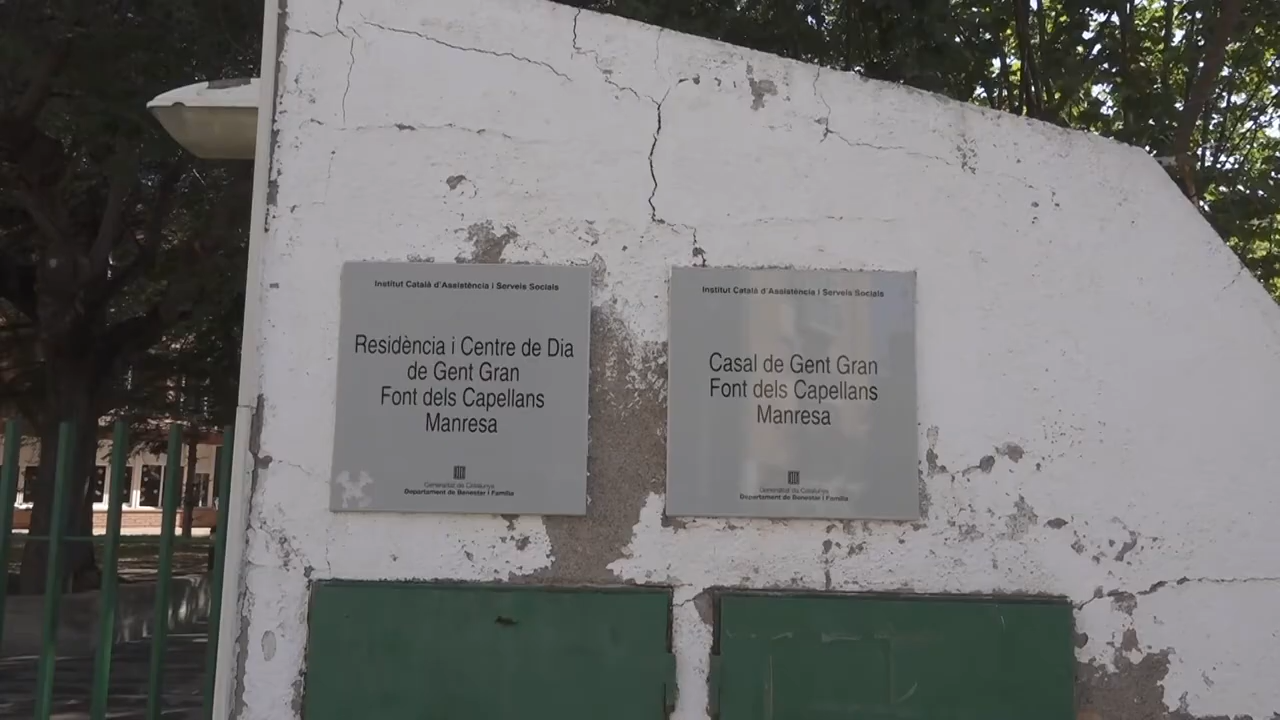 Institut Català d'Assistència i Serveis Socials
Residència i Centre de Dia
de Gent Gran
Font dels Capellans
Manresa
Generalitat de Catalunya
Departament de Benestar i Família
Institut Català d'Assistència i Serveis Socials
Casal de Gent Gran
Font dels Capellans
Manresa
Generalitat de Catalunya
Departament de Benestar i Família